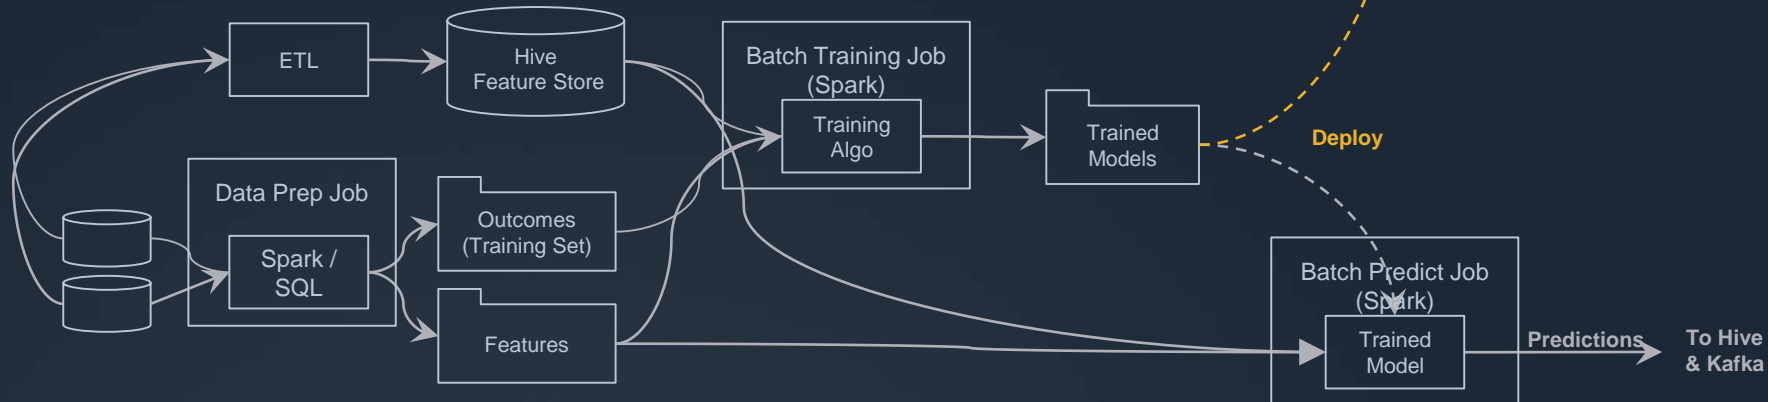 ETL
Hive
Feature Store
Batch Training Job
(Spark)
Training
Algo
Trained
Models
Deploy
Data Prep Job
Spark /
SQL
Outcomes
(Training Set)
Features
Batch Predict Job
(Spark)
Trained
Model
Predictions
To Hive
& Kafka